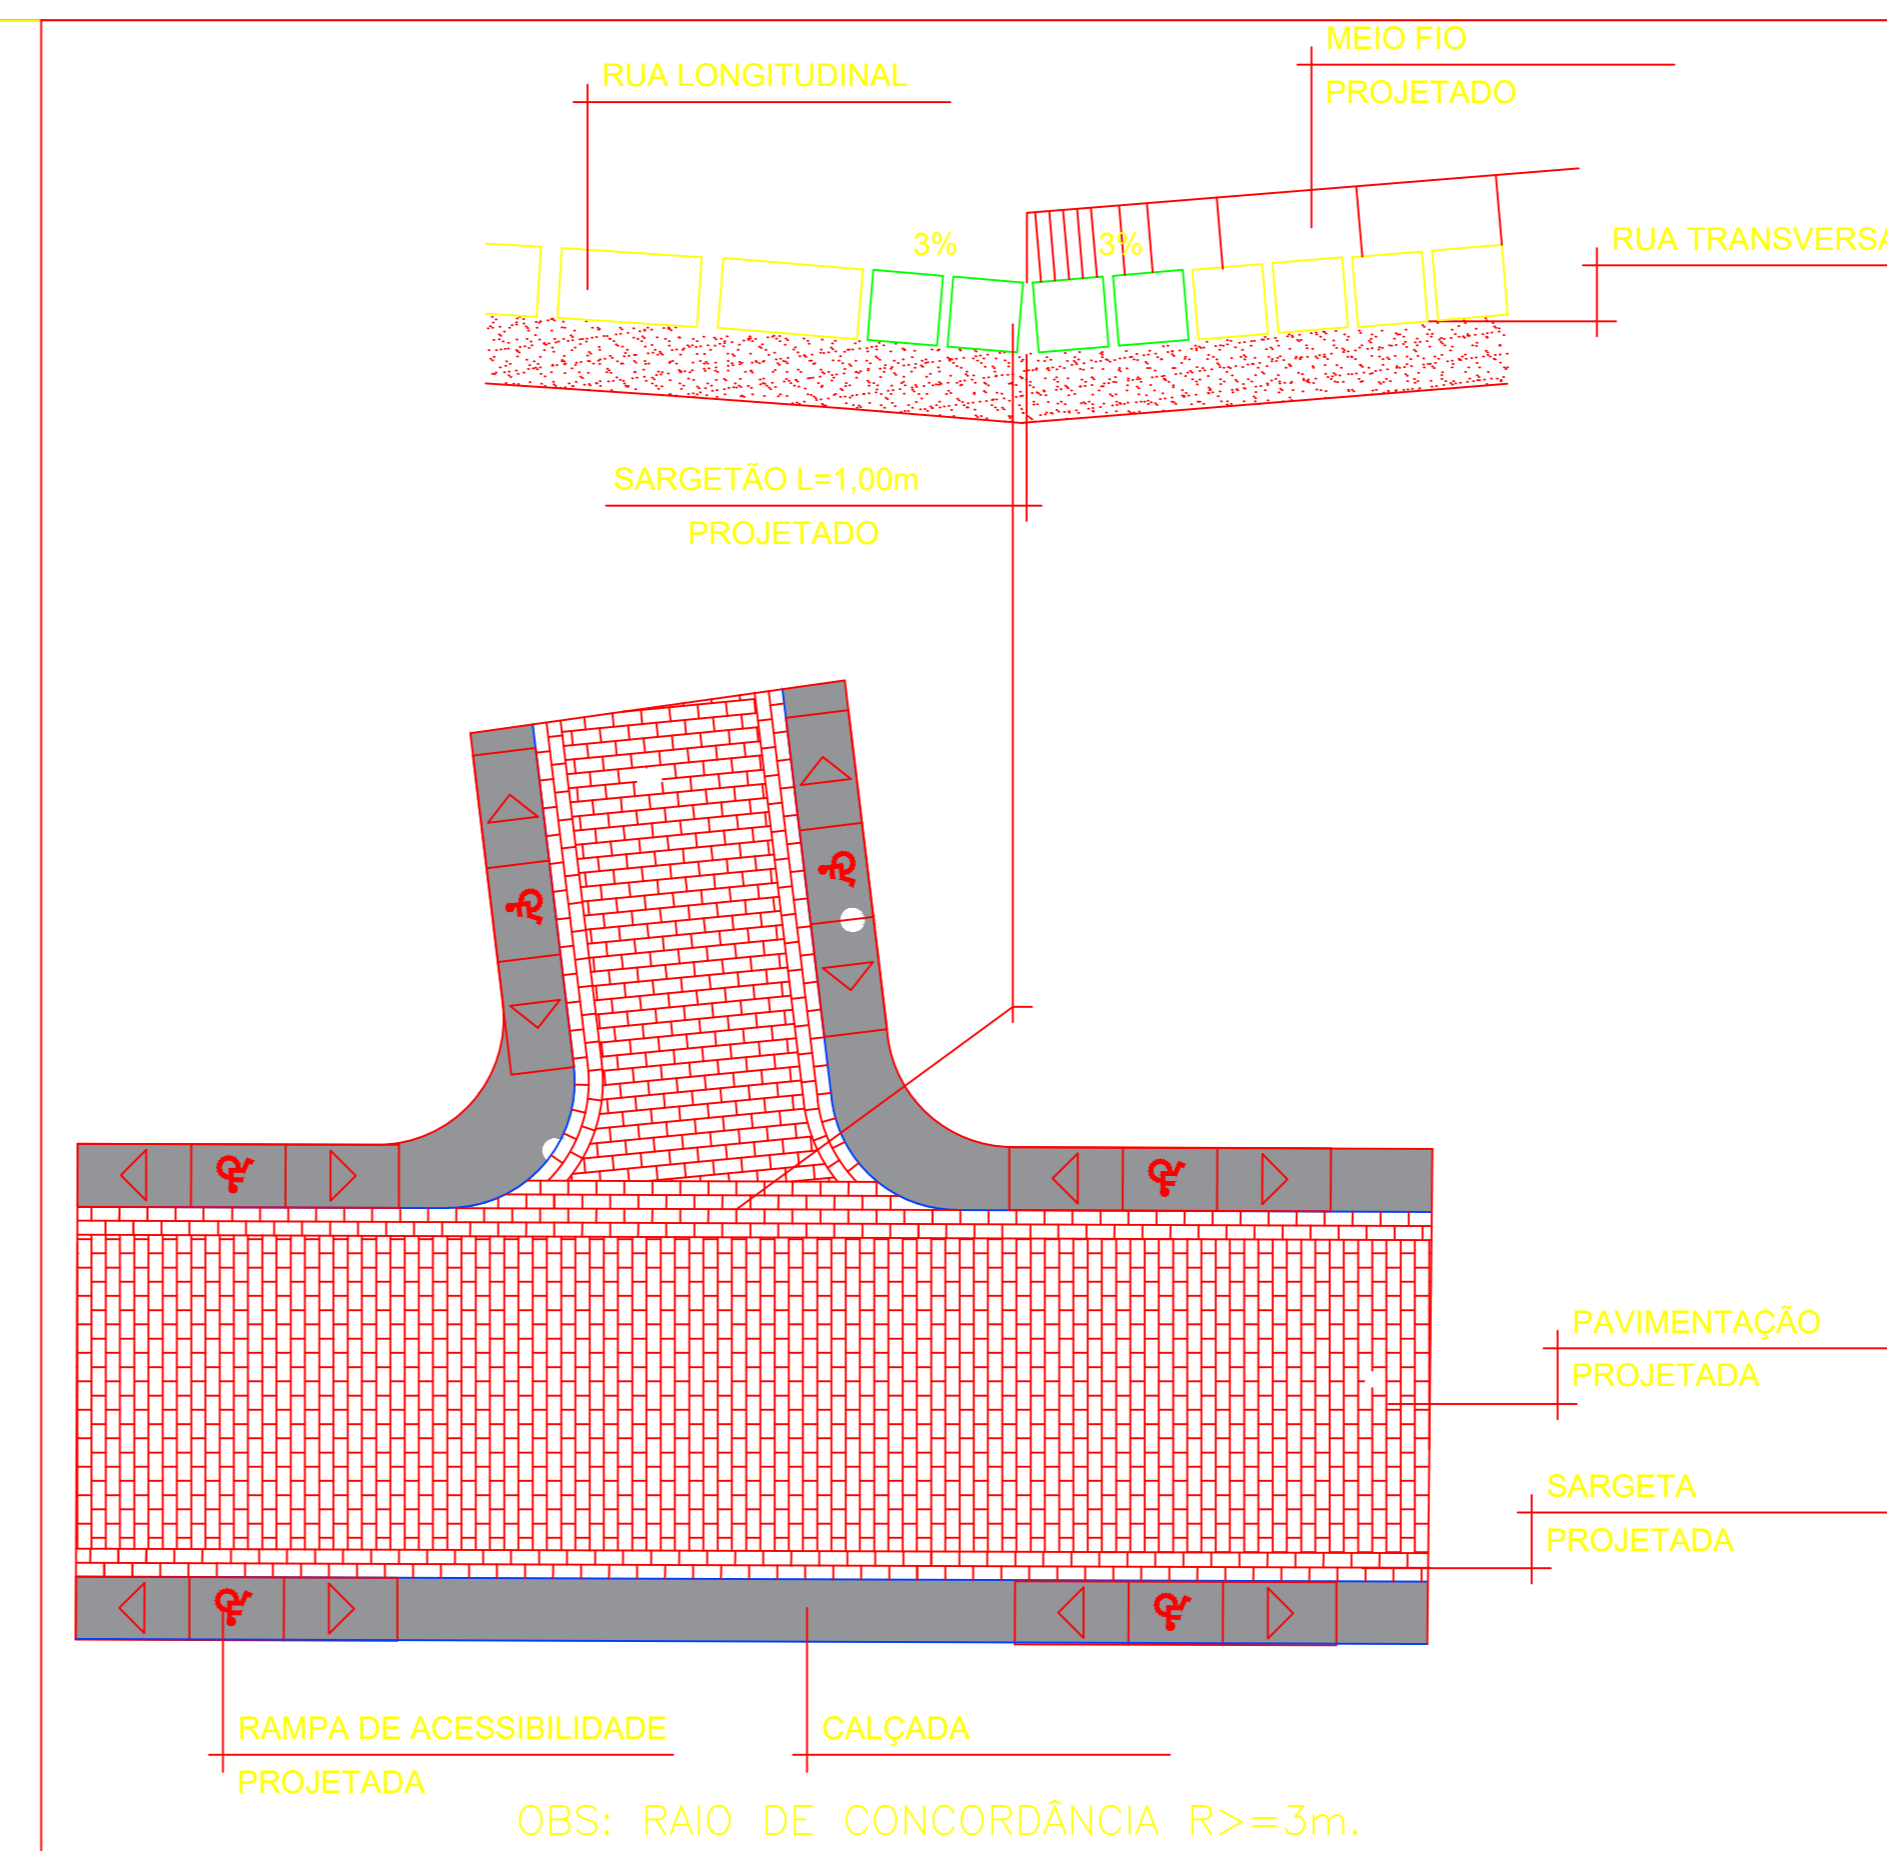 MEIO FIO
PROJETADO
RUA LONGITUDINAL
3%
3%
RUA TRANSVERSA
SARGETÃO L=1,00m
PROJETADO
PAVIMENTAÇÃO
PROJETADA
SARGETA
PROJETADA
RAMPA DE ACESSIBILIDADE
PROJETADA
CALÇADA
OBS: RAIO DE CONCORDÂNCIA R>=3m.